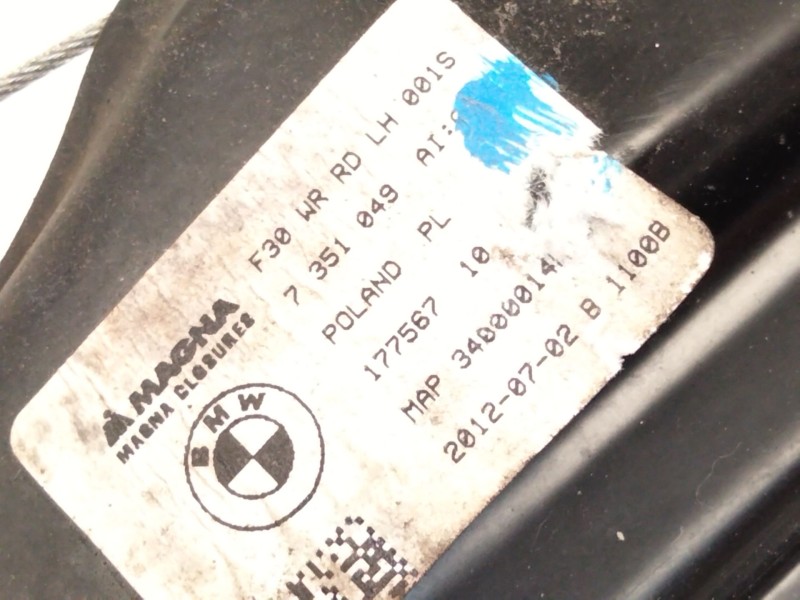 F30 WR RD LH 001S
7 351 049 AI:
POLAND PL
177567 10
MAP
2012-07-02 B 1100B
MAGNA
MAGNA CLOSURES
BMW